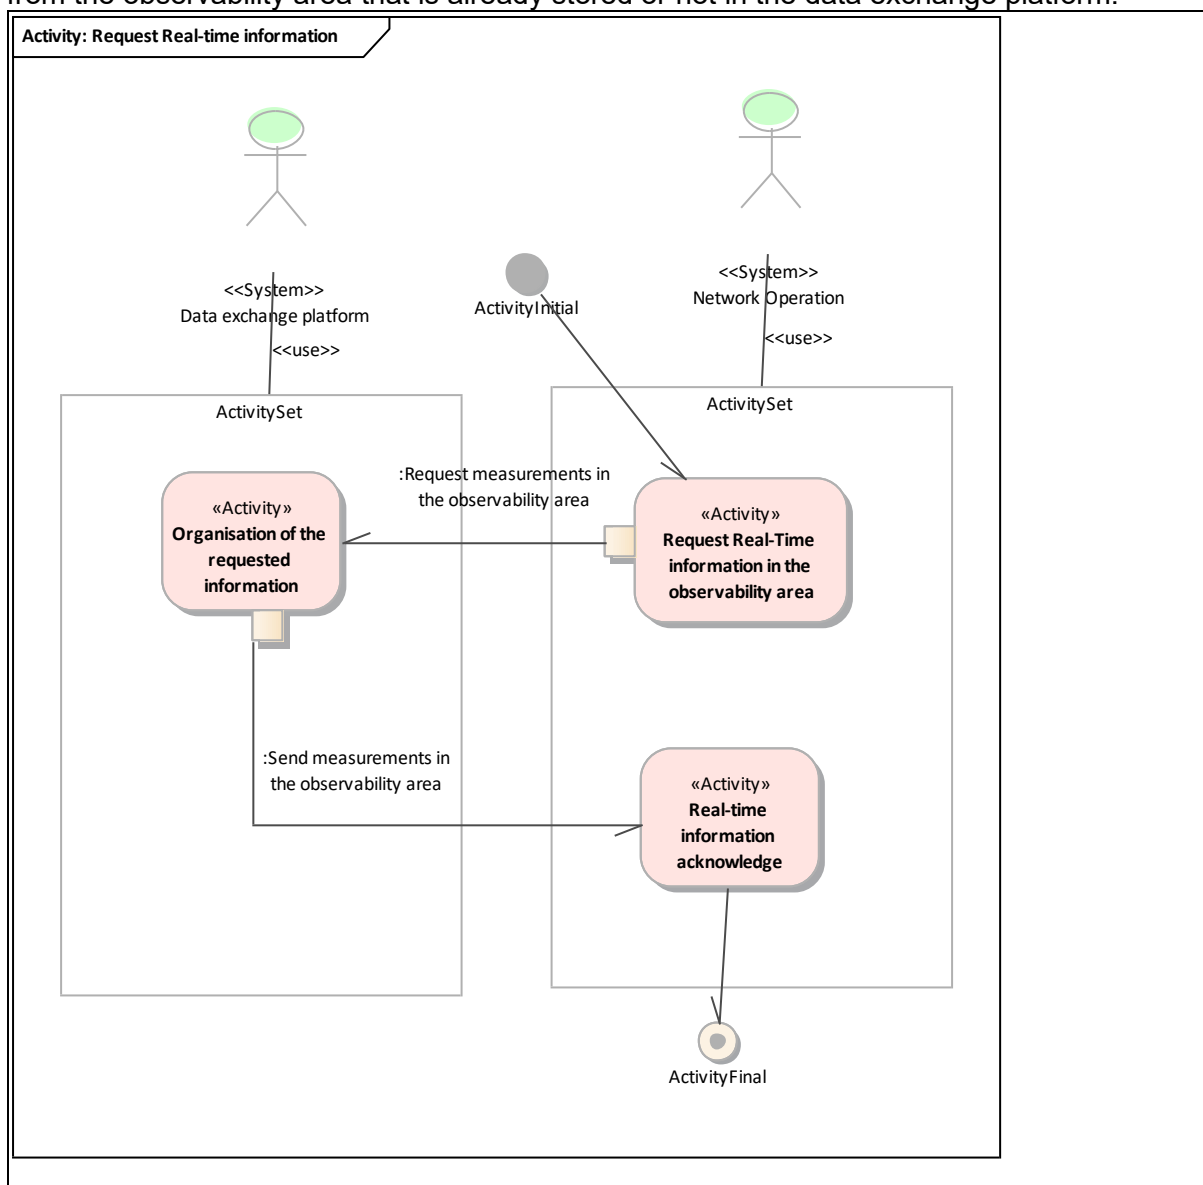 from the observability area that is already stored or not in the data exchange platform.
Activity: Request Real-time information
<<System>>
Data exchange platform
<<use>>
ActivityInitial
<<System>>
Network Operation
<<use>>
ActivitySet
ActivitySet
:Request measurements in
the observability area
«Activity»
Organisation of the
requested
information
«Activity»
Request Real-Time
information in the
observability area
:Send measurements in
the observability area
«Activity»
Real-time
information
acknowledge
ActivityFinal